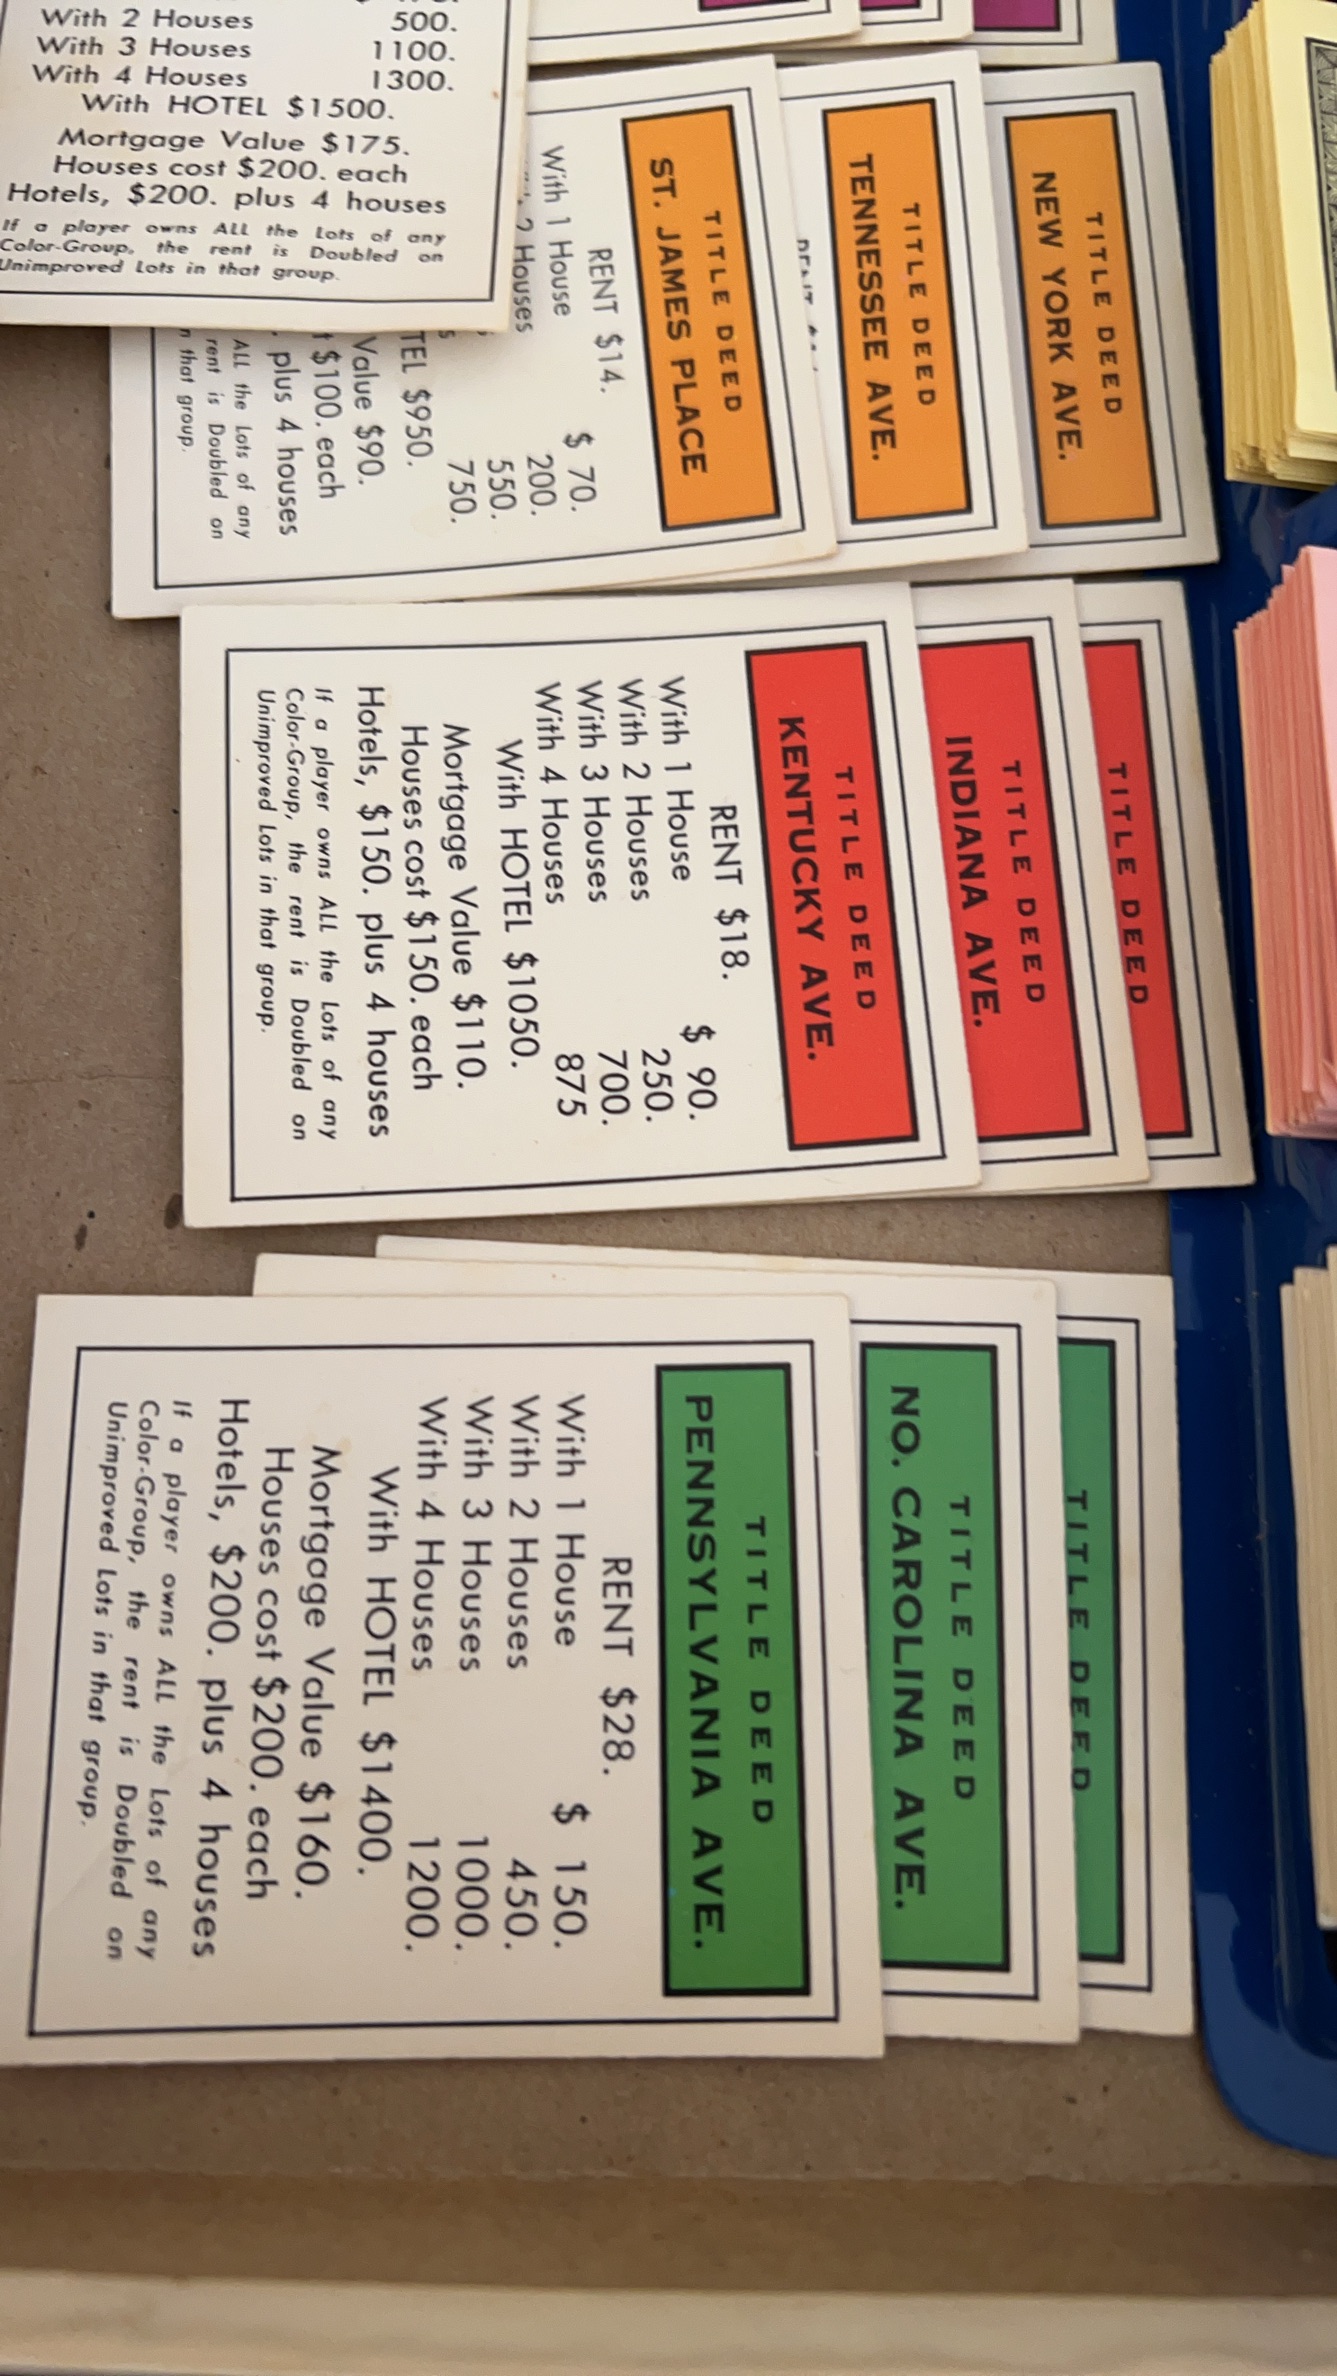 With 2 Houses 500.
With 3 Houses 1100.
With 4 Houses 1300.
With HOTEL $1500.
Mortgage Value $175.
Houses cost $200. each
Hotels, $200. plus 4 houses
If a player owns ALL the Lots of any
Color-Group, the rent is Doubled on
Unimproved Lots in that group.
TITLE DEED
NEW YORK AVE.
TITLE DEED
TENNESSEE AVE.
TITLE DEED
ST. JAMES PLACE
RENT $14.
With 1 House $ 70.
2 Houses 200.
550.
750.
TEL $950.
Value $90.
$100. each
plus 4 houses
ALL the Lots of any
rent is Doubled on
that group.
TITLE DEED
TITLE DEED
INDIANA AVE.
TITLE DEED
KENTUCKY AVE.
RENT $18.
With 1 House $ 90.
With 2 Houses 250.
With 3 Houses 700.
With 4 Houses 875
With HOTEL $1050.
Mortgage Value $110.
Houses cost $150. each
Hotels, $150. plus 4 houses
If a player owns ALL the Lots of any
Color-Group, the rent is Doubled on
Unimproved Lots in that group.
TITLE DEED
TITLE DEED
NO. CAROLINA AVE.
TITLE DEED
PENNSYLVANIA AVE.
RENT $28.
With 1 House $ 150.
With 2 Houses 450.
With 3 Houses 1000.
With 4 Houses 1200.
With HOTEL $1400.
Mortgage Value $160.
Houses cost $200. each
Hotels, $200. plus 4 houses
If a player owns ALL the Lots of any
Color-Group, the rent is Doubled on
Unimproved Lots in that group.